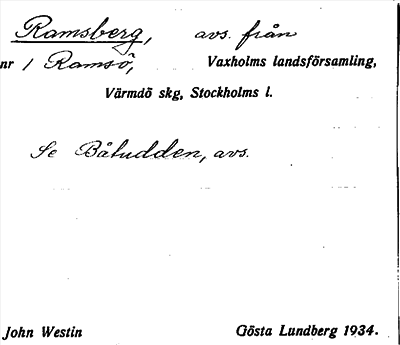 Ramsberg, avs. från
nr 1 Ramsö, Vaxholms landsförsamling,
Värmdö skg, Stockholms l.
Se Båtudden, avs.
John Westin Gösta Lundberg 1934.